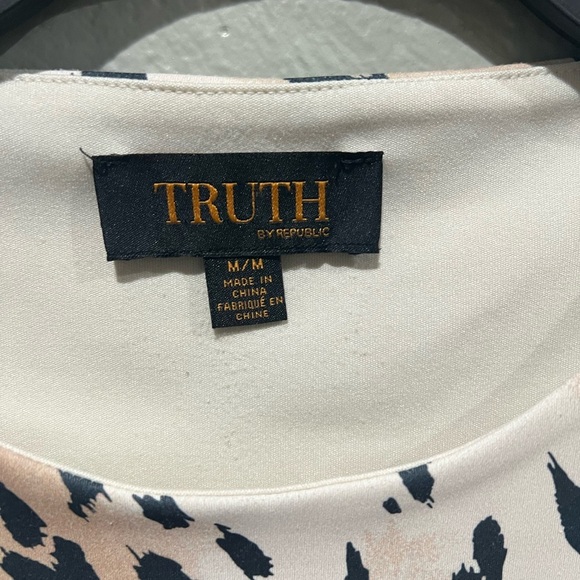 TRUTH
BY REPUBLIC
M/M
MADE IN
CHINA
FABRIQUÉ EN
CHINE